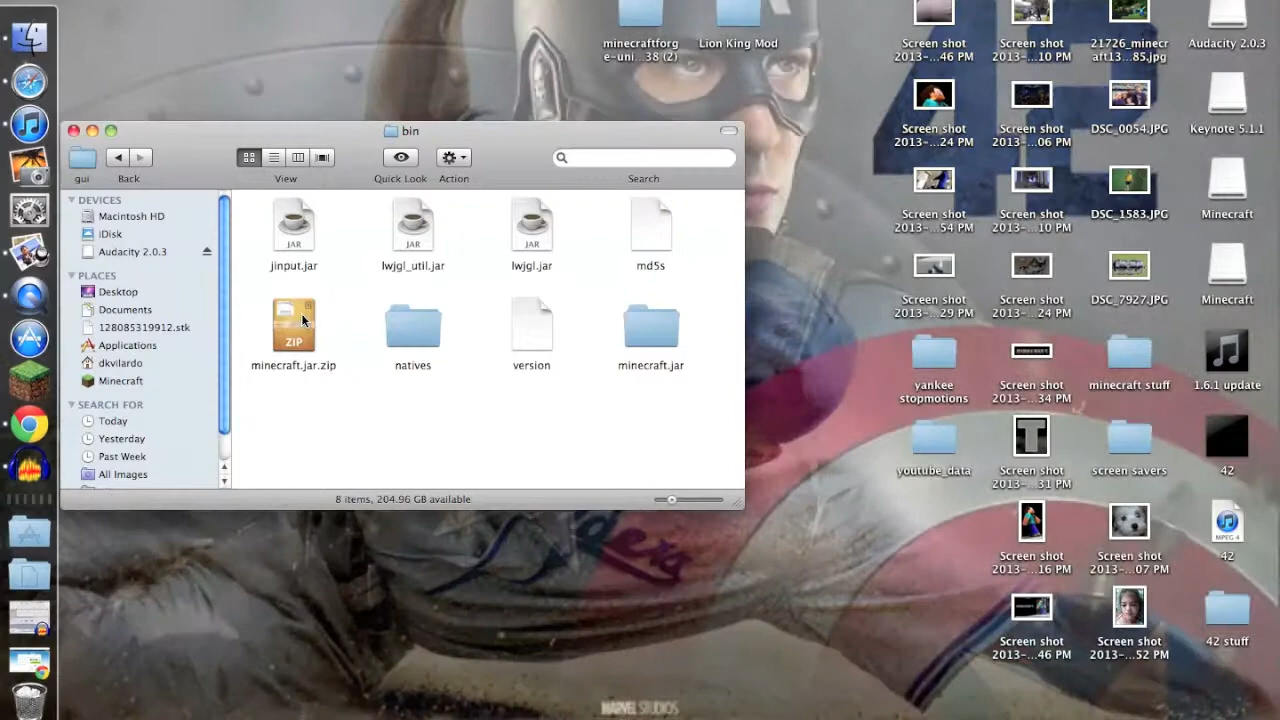 minecraftforg
e-uni...38 (2)
Lion King Mod
Screen shot
2013-...46 PM
Screen shot
2013-...10 PM
21726_minecr
aft13...85.jpg
Audacity 2.0.3
bin
gui
Back
View
Quick Look
Action
Search
DEVICES
Macintosh HD
iDisk
Audacity 2.0.3
PLACES
Desktop
Documents
128085319912.stk
Applications
dkvilardo
Minecraft
SEARCH FOR
Today
Yesterday
Past Week
All Images
JAR
jinput.jar
JAR
lwjgl_util.jar
JAR
lwjgl.jar
md5s
ZIP
minecraft.jar.zip
natives
version
minecraft.jar
8 items, 204.96 GB available
Screen shot
2013-...24 PM
Screen shot
2013-...06 PM
DSC_0054.JPG
Keynote 5.1.1
Screen shot
2013-...54 PM
Screen shot
2013-...10 PM
DSC_1583.JPG
Minecraft
Screen shot
2013-...29 PM
Screen shot
2013-...24 PM
DSC_7927.JPG
Minecraft
yankee
stopmotions
Screen shot
2013-...34 PM
minecraft stuff
1.6.1 update
youtube_data
T
Screen shot
2013-...31 PM
screen savers
42
Screen shot
2013-...16 PM
Screen shot
2013-...07 PM
MPEG 4
42
Screen shot
2013-...46 PM
Screen shot
2013-...52 PM
42 stuff
42
MARVEL STUDIOS